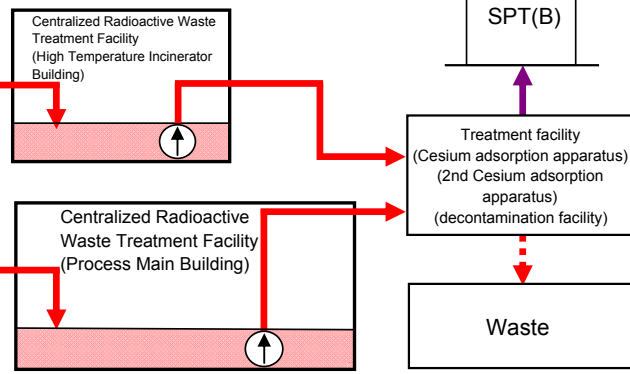 Centralized Radioactive Waste
Treatment Facility
(High Temperature Incinerator
Building)
SPT(B)
Treatment facility
(Cesium adsorption apparatus)
(2nd Cesium adsorption
apparatus)
(decontamination facility)
Centralized Radioactive
Waste Treatment Facility
(Process Main Building)
Waste